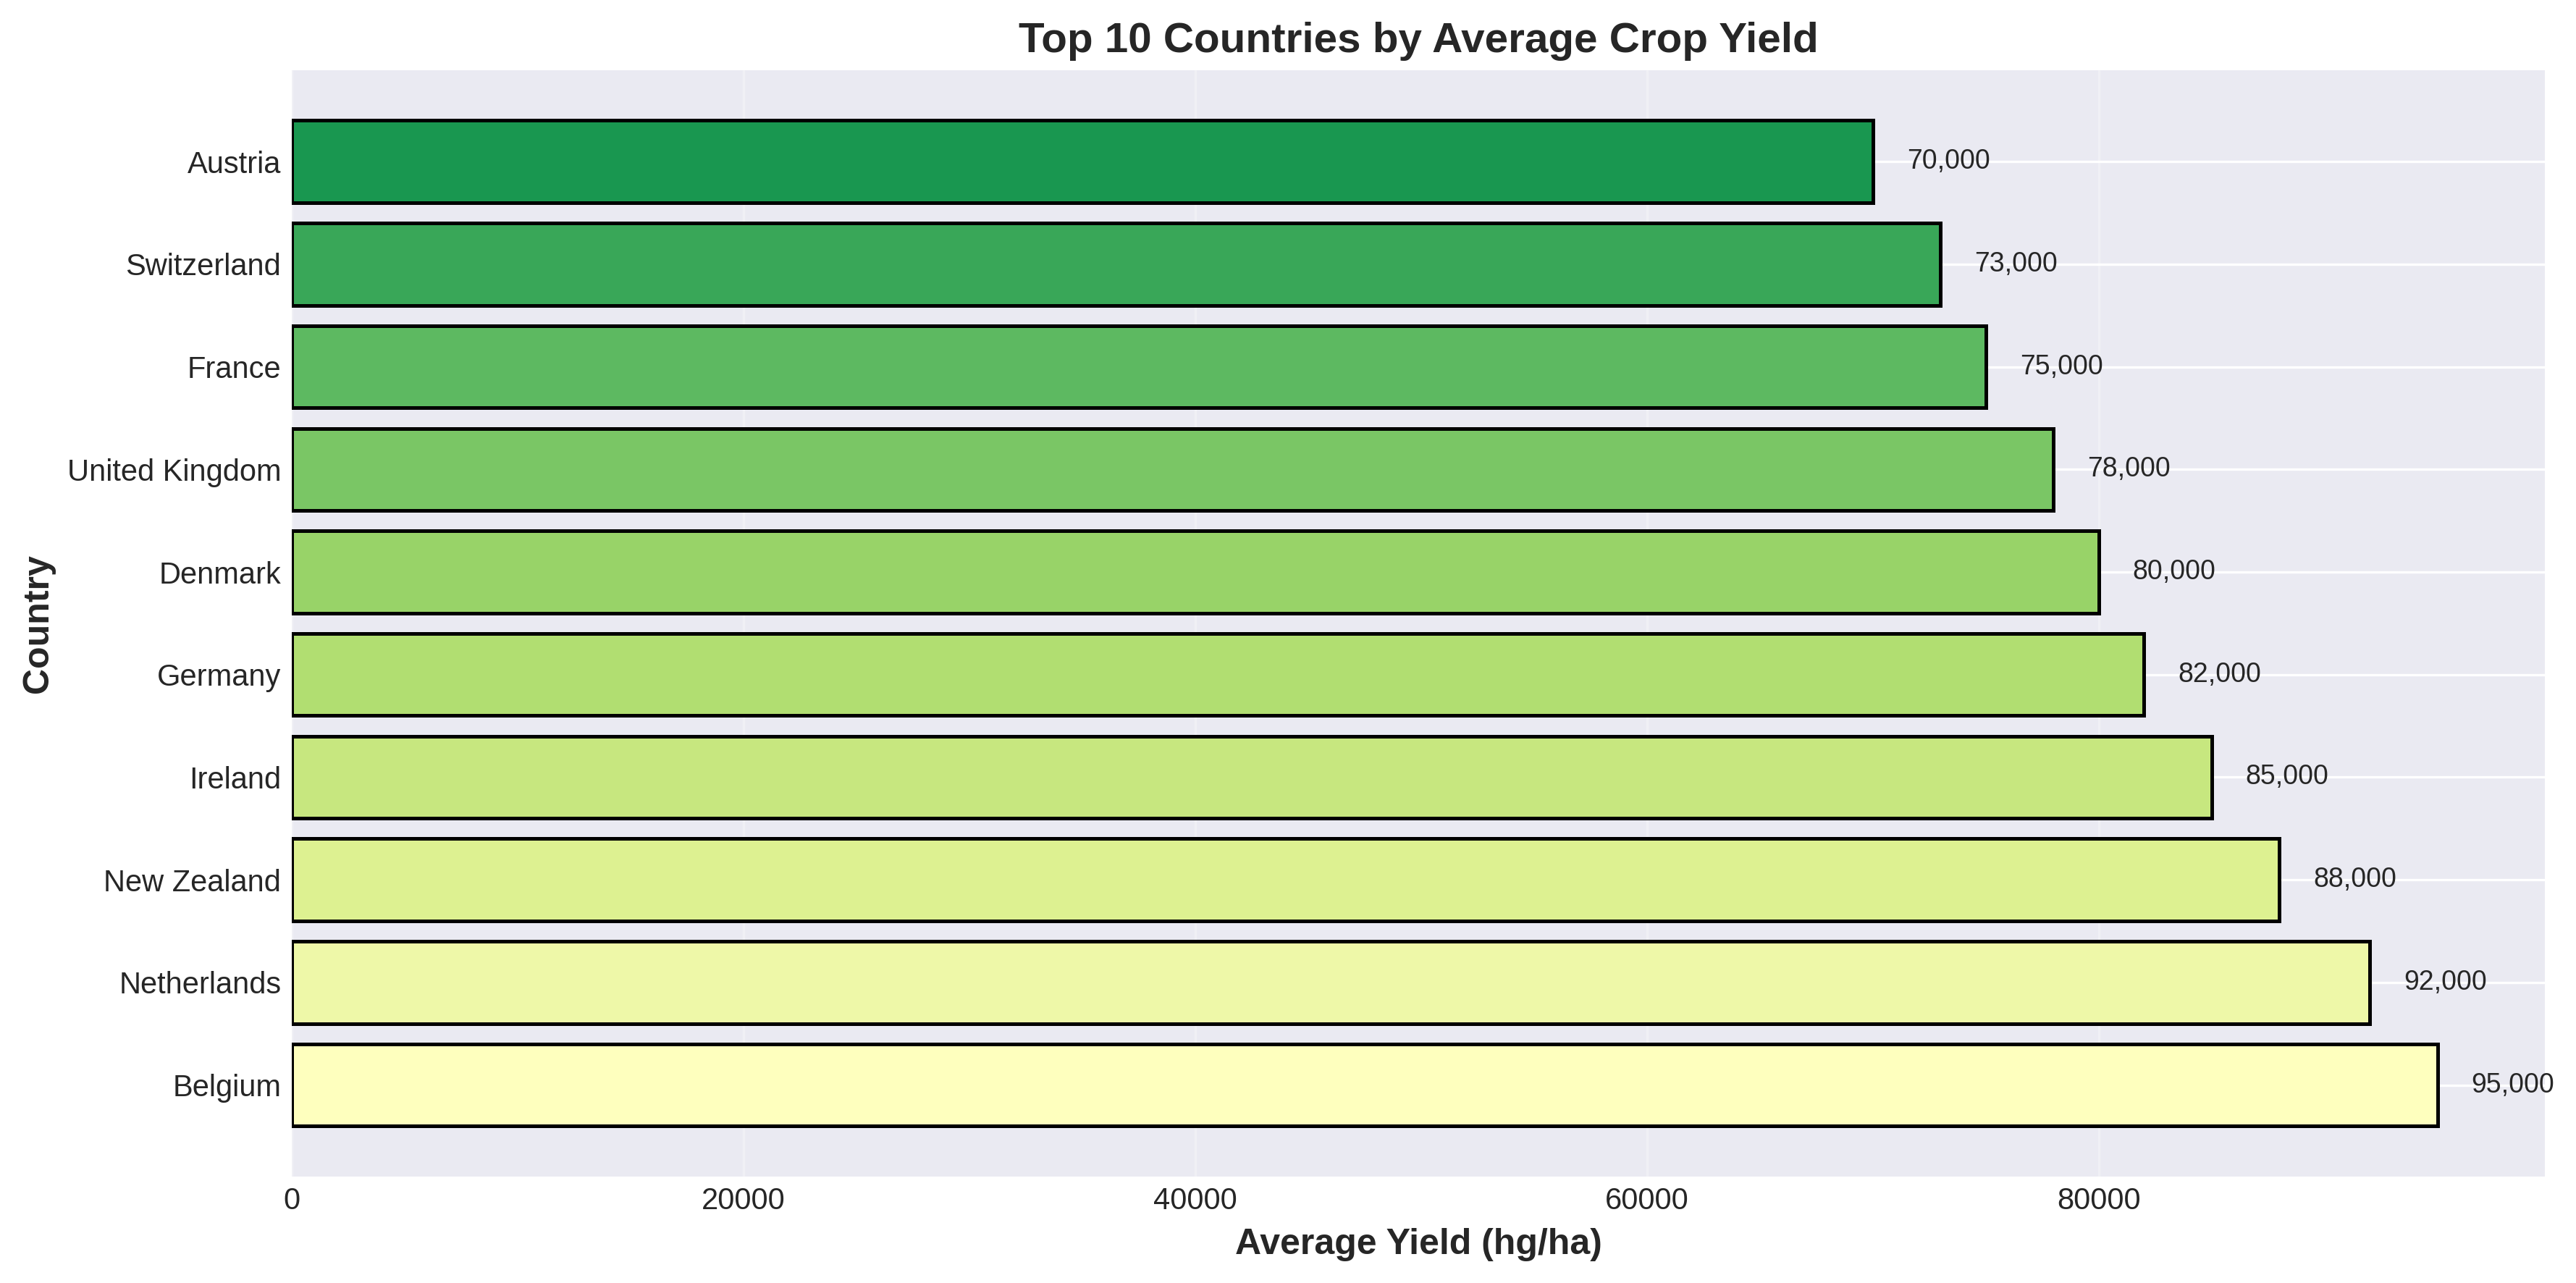 Top 10 Countries by Average Crop Yield
Austria 70,000
Switzerland 73,000
France 75,000
United Kingdom 78,000
Denmark 80,000
Germany 82,000
Ireland 85,000
New Zealand 88,000
Netherlands 92,000
Belgium 95,000
Country
0 20000 40000 60000 80000
Average Yield (hg/ha)